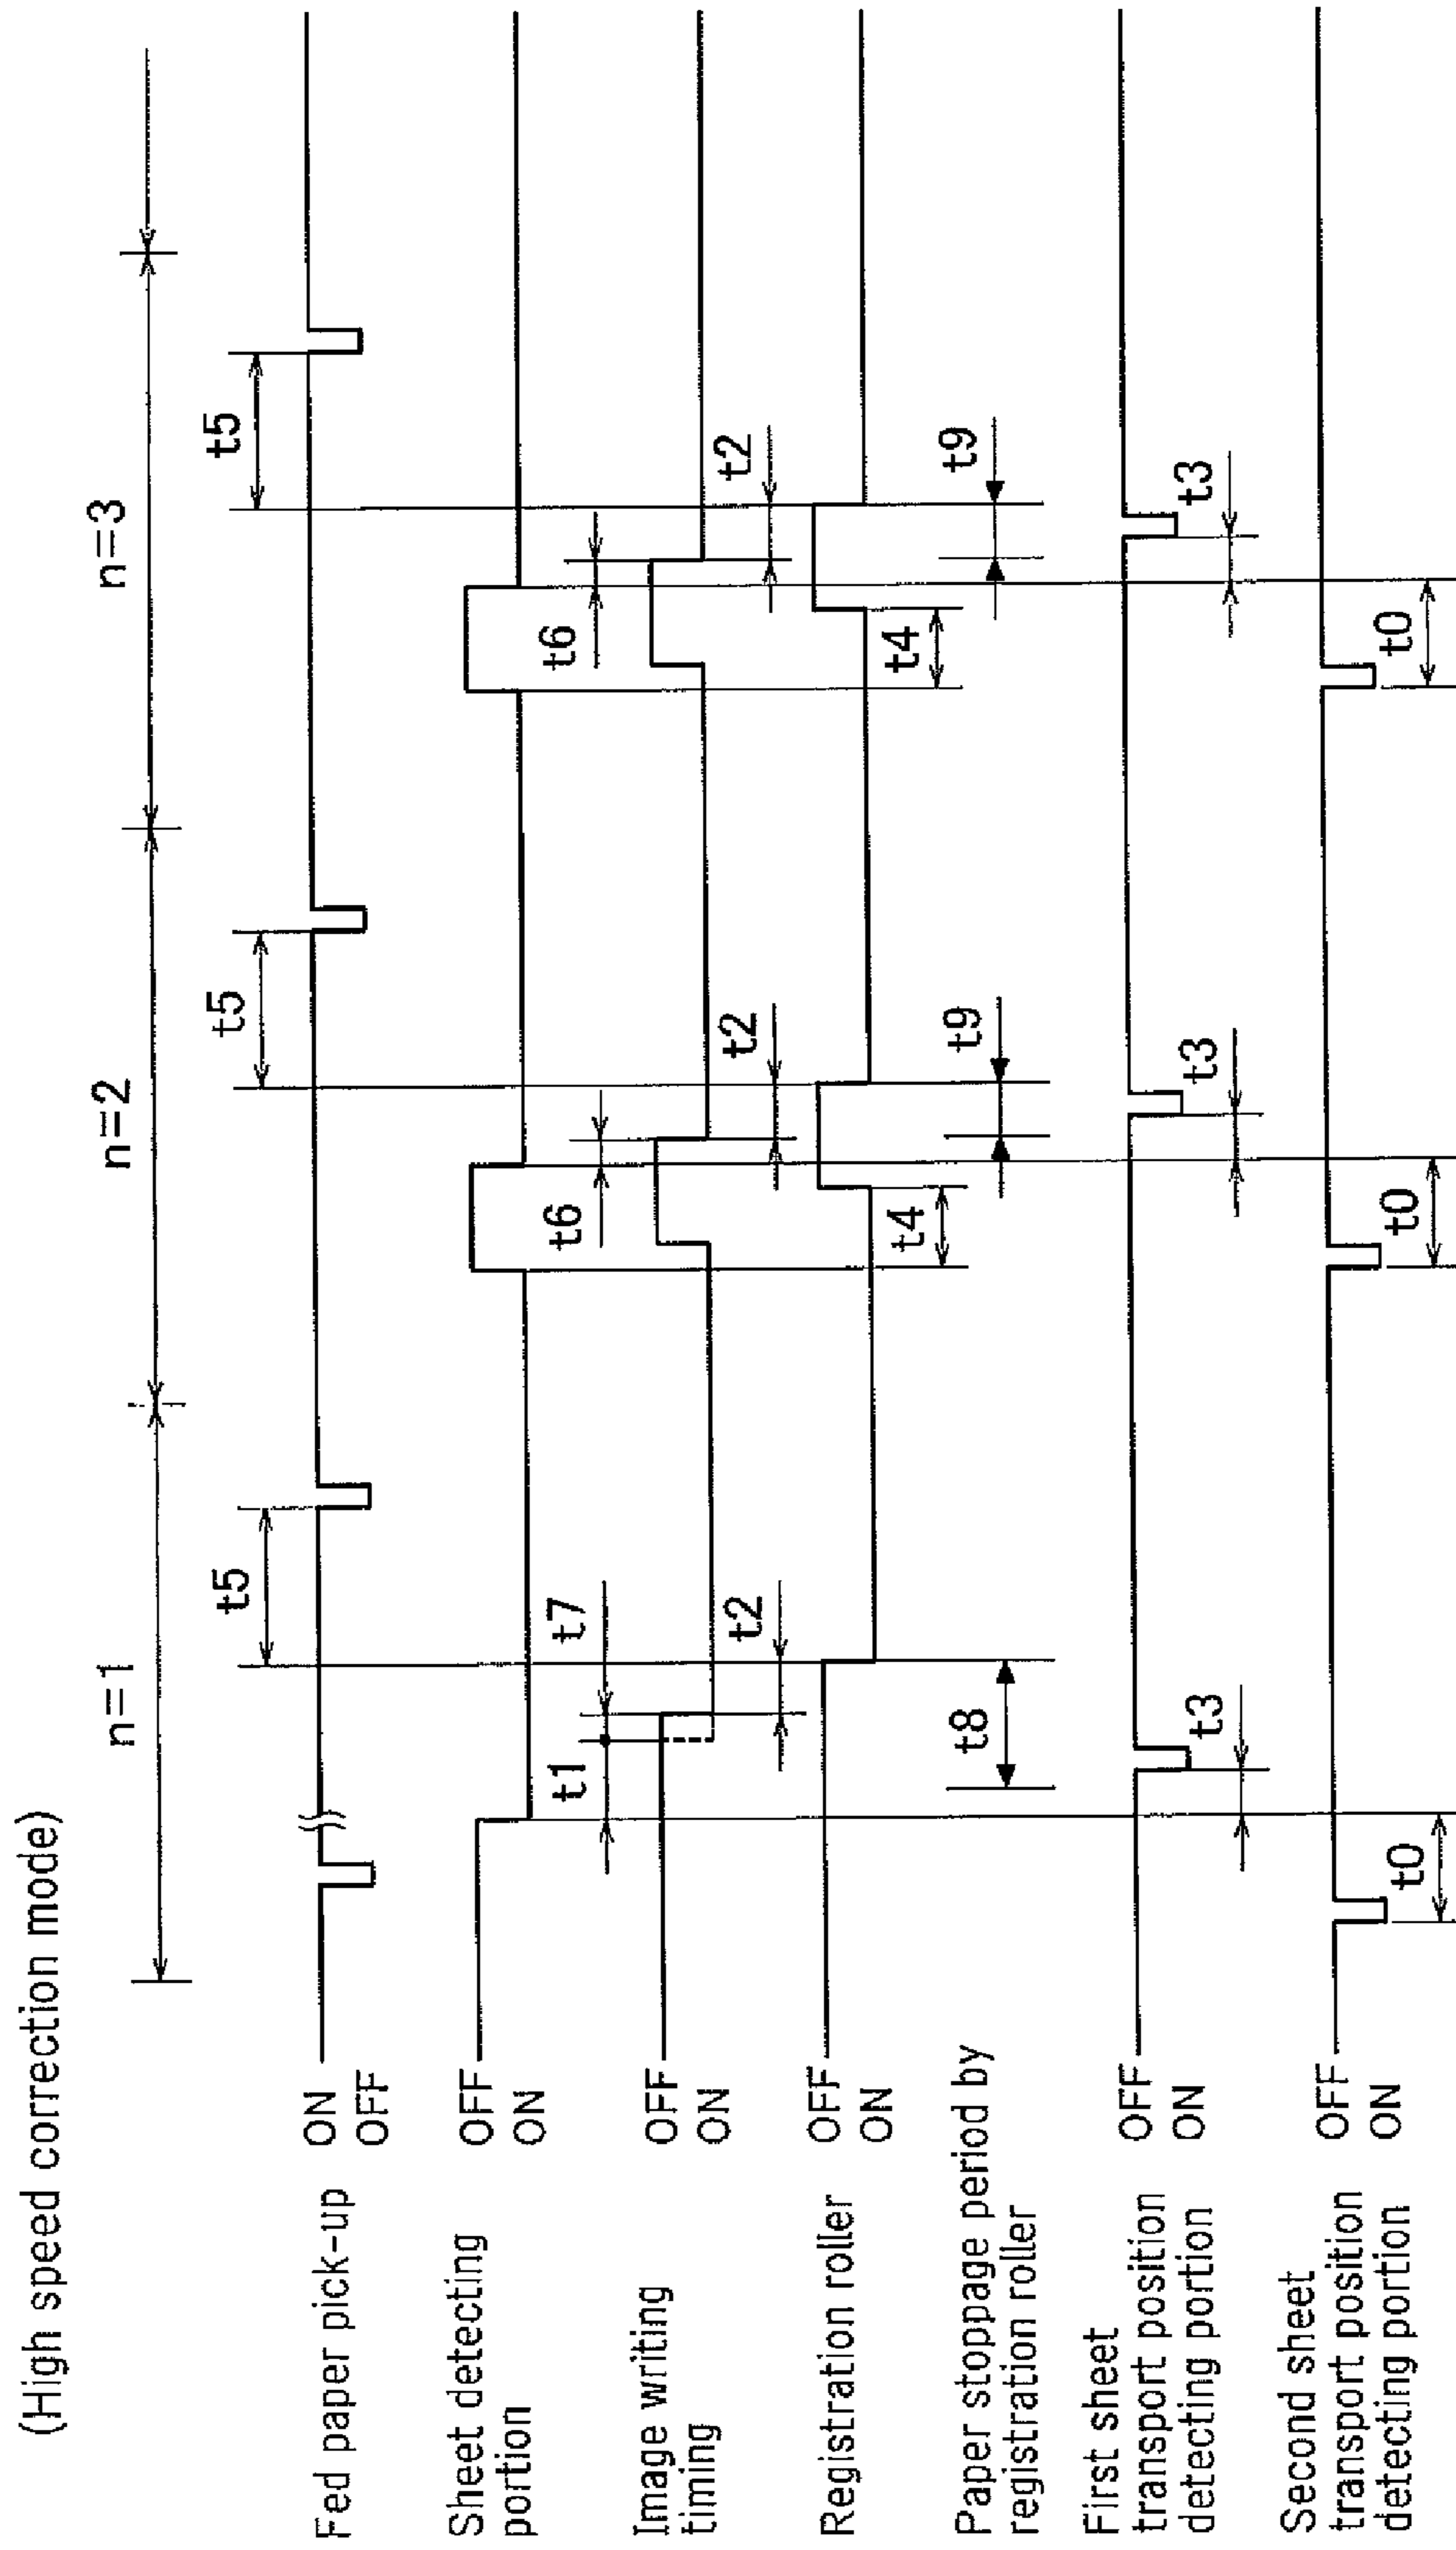 (High speed correction mode)
n=1
n=2
n=3
t5
t5
t5
Fed paper pick-up
ON
OFF
Sheet detecting
portion
OFF
ON
t1
t7
t6
t6
Image writing
timing
OFF
ON
t2
t2
t2
Registration roller
OFF
ON
t4
t4
Paper stoppage period by
registration roller
t8
t9
t9
First sheet
transport position
detecting portion
OFF
ON
t3
t3
t3
Second sheet
transport position
detecting portion
OFF
ON
t0
t0
t0